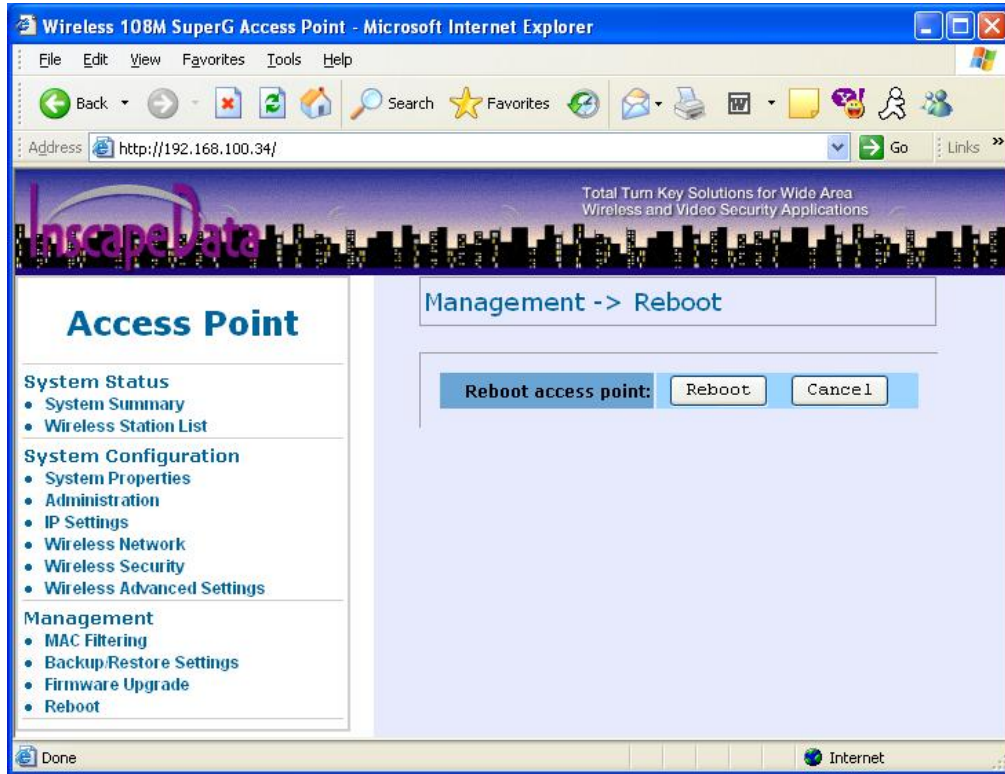 Wireless 108M SuperG Access Point - Microsoft Internet Explorer
File Edit View Favorites Tools Help
Back Search Favorites
Address http://192.168.100.34/ Go Links »
InscapeData
Total Turn Key Solutions for Wide Area
Wireless and Video Security Applications
Access Point
System Status
• System Summary
• Wireless Station List
System Configuration
• System Properties
• Administration
• IP Settings
• Wireless Network
• Wireless Security
• Wireless Advanced Settings
Management
• MAC Filtering
• Backup/Restore Settings
• Firmware Upgrade
• Reboot
Management -> Reboot
Reboot access point: Reboot Cancel
Done Internet